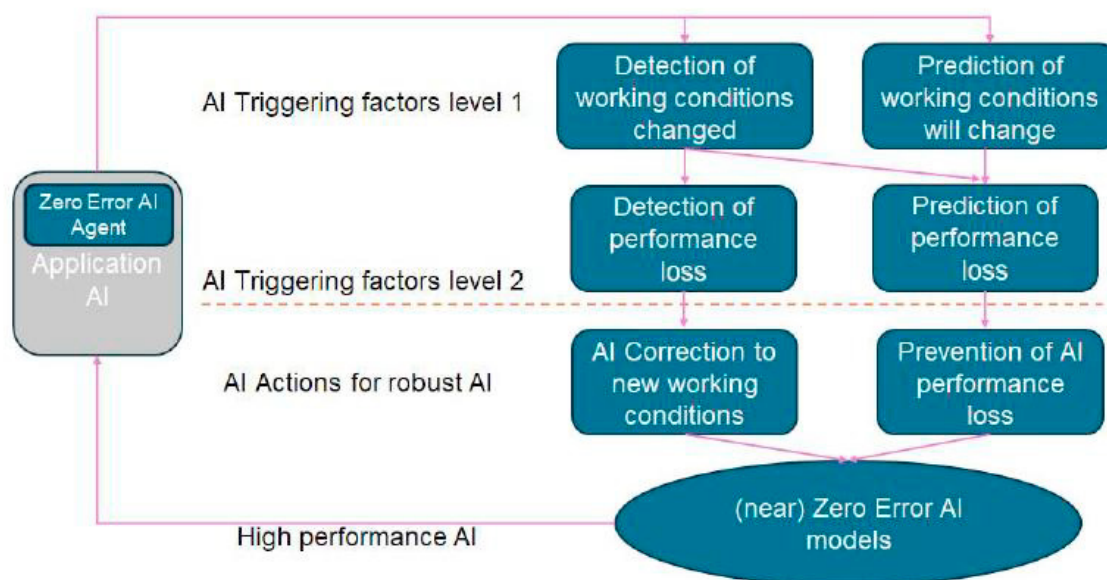 AI Triggering factors level 1
Detection of
working conditions
changed
Prediction of
working conditions
will change
Zero Error AI
Agent
Application
AI
Detection of
performance
loss
Prediction of
performance
loss
AI Triggering factors level 2
AI Actions for robust AI
AI Correction to
new working
conditions
Prevention of AI
performance
loss
(near) Zero Error AI
models
High performance AI